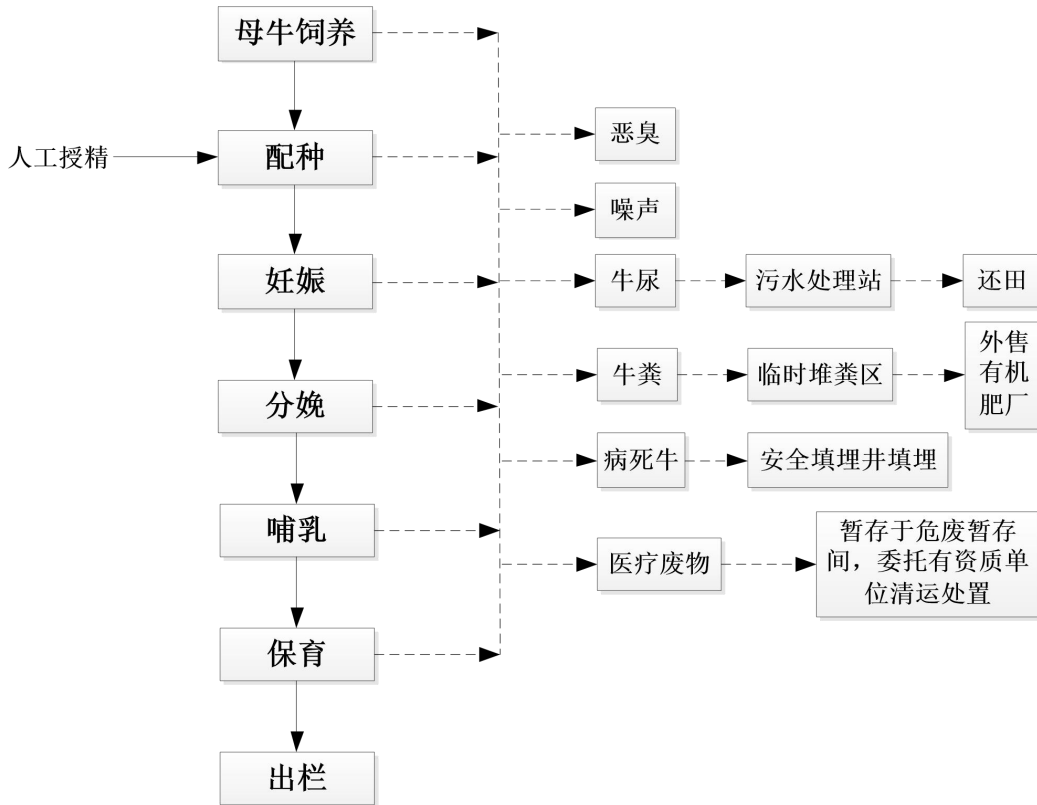 母牛饲养
恶臭
人工授精
配种
噪声
妊娠
牛尿
污水处理站
还田
外售
有机
肥厂
牛粪
临时堆粪区
分娩
病死牛
安全填埋井填埋
哺乳
医疗废物
暂存于危废暂存
间，委托有资质单
位清运处置
保育
出栏